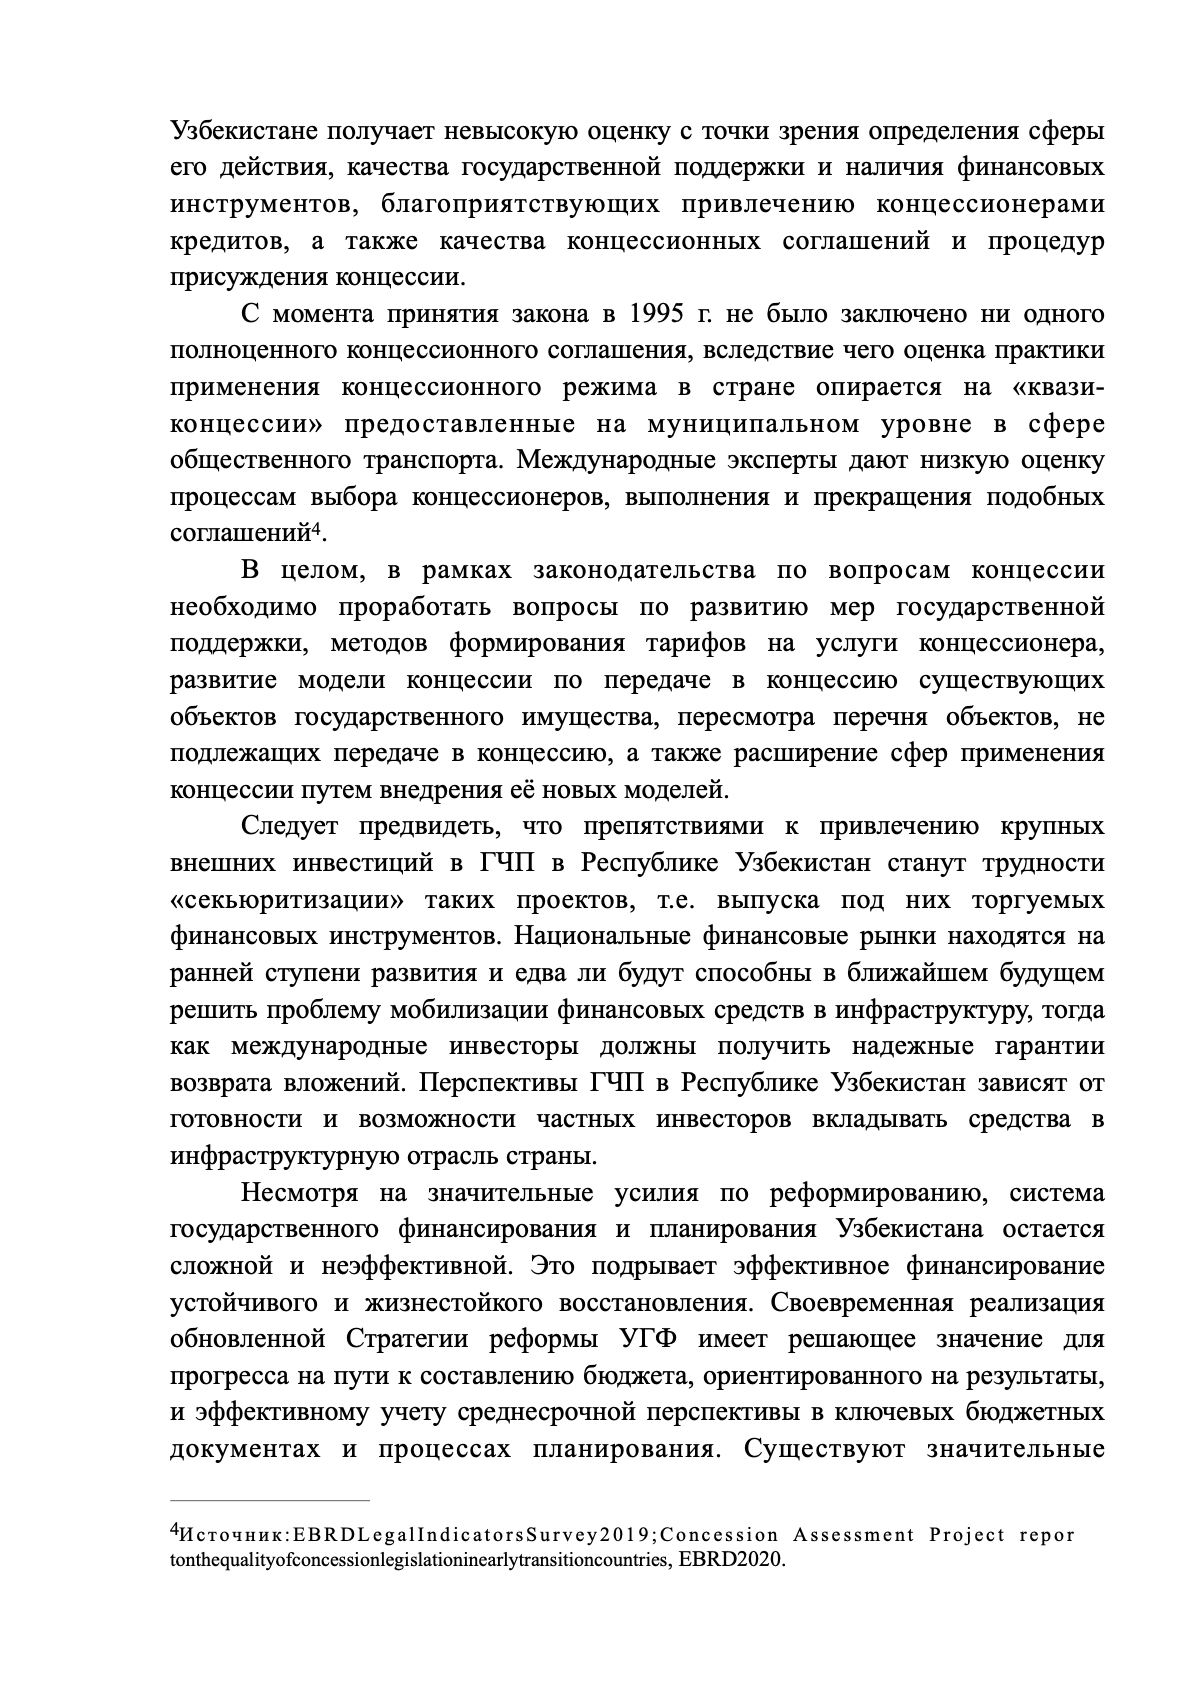 Узбекистане получает невысокую оценку с точки зрения определения сферы
его действия, качества государственной поддержки и наличия финансовых
инструментов, благоприятствующих привлечению концессионерами
кредитов, а также качества концессионных соглашений и процедур
присуждения концессии.
С момента принятия закона в 1995 г. не было заключено ни одного
полноценного концессионного соглашения, вследствие чего оценка практики
применения концессионного режима в стране опирается на «квази-
концессии» предоставленные на муниципальном уровне в сфере
общественного транспорта. Международные эксперты дают низкую оценку
процессам выбора концессионеров, выполнения и прекращения подобных
соглашений4.
В целом, в рамках законодательства по вопросам концессии
необходимо проработать вопросы по развитию мер государственной
поддержки, методов формирования тарифов на услуги концессионера,
развитие модели концессии по передаче в концессию существующих
объектов государственного имущества, пересмотра перечня объектов, не
подлежащих передаче в концессию, а также расширение сфер применения
концессии путем внедрения её новых моделей.
Следует предвидеть, что препятствиями к привлечению крупных
внешних инвестиций в ГЧП в Республике Узбекистан станут трудности
«секьюритизации» таких проектов, т.е. выпуска под них торгуемых
финансовых инструментов. Национальные финансовые рынки находятся на
ранней ступени развития и едва ли будут способны в ближайшем будущем
решить проблему мобилизации финансовых средств в инфраструктуру, тогда
как международные инвесторы должны получить надежные гарантии
возврата вложений. Перспективы ГЧП в Республике Узбекистан зависят от
готовности и возможности частных инвесторов вкладывать средства в
инфраструктурную отрасль страны.
Несмотря на значительные усилия по реформированию, система
государственного финансирования и планирования Узбекистана остается
сложной и неэффективной. Это подрывает эффективное финансирование
устойчивого и жизнестойкого восстановления. Своевременная реализация
обновленной Стратегии реформы УГФ имеет решающее значение для
прогресса на пути к составлению бюджета, ориентированного на результаты,
и эффективному учету среднесрочной перспективы в ключевых бюджетных
документах и процессах планирования. Существуют значительные
4Источник:EBRDLegalIndicatorsSurvey2019;Concession Assessment Project repor
tonthequalityofconcessionlegislationinearlytransitioncountries, EBRD2020.